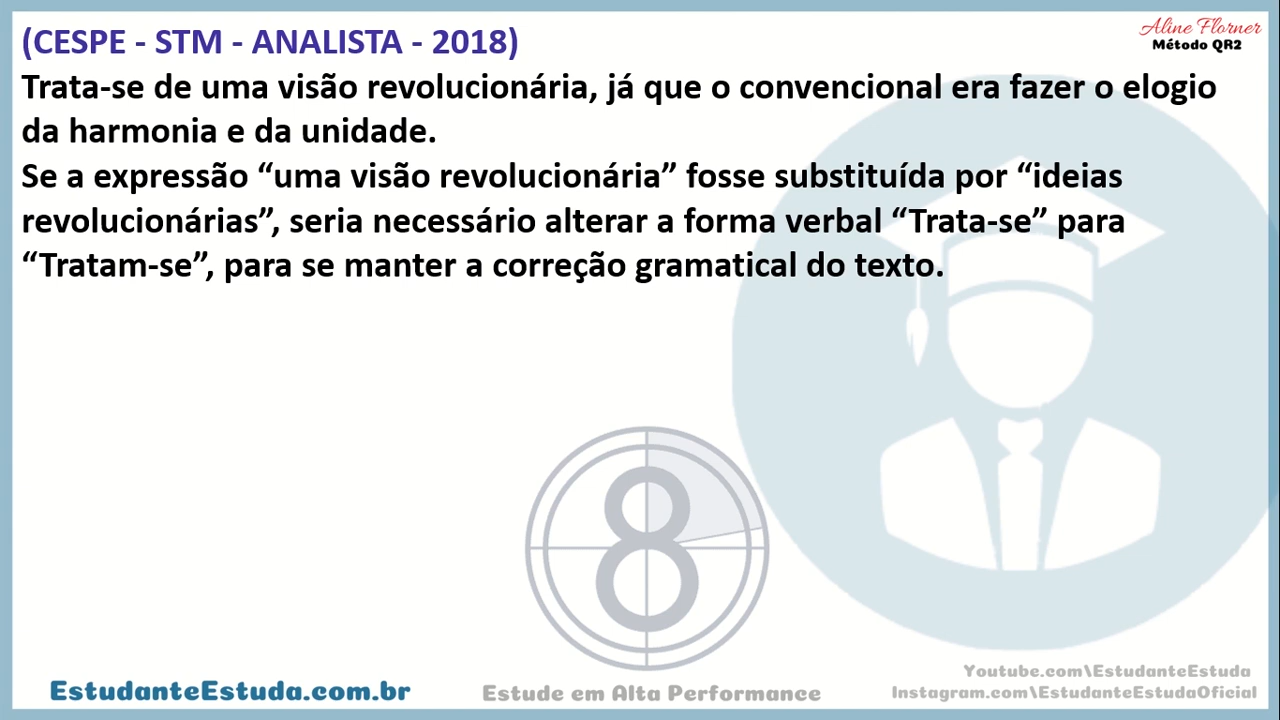 (CESPE - STM - ANALISTA - 2018)
Aline Florner
Método QR2
Trata-se de uma visão revolucionária, já que o convencional era fazer o elogio
da harmonia e da unidade.
Se a expressão “uma visão revolucionária” fosse substituída por “ideias
revolucionárias”, seria necessário alterar a forma verbal “Trata-se” para
“Tratam-se”, para se manter a correção gramatical do texto.
8
EstudanteEstuda.com.br
Estude em Alta Performance
Youtube.com\EstudanteEstuda
Instagram.com\EstudanteEstudaOficial